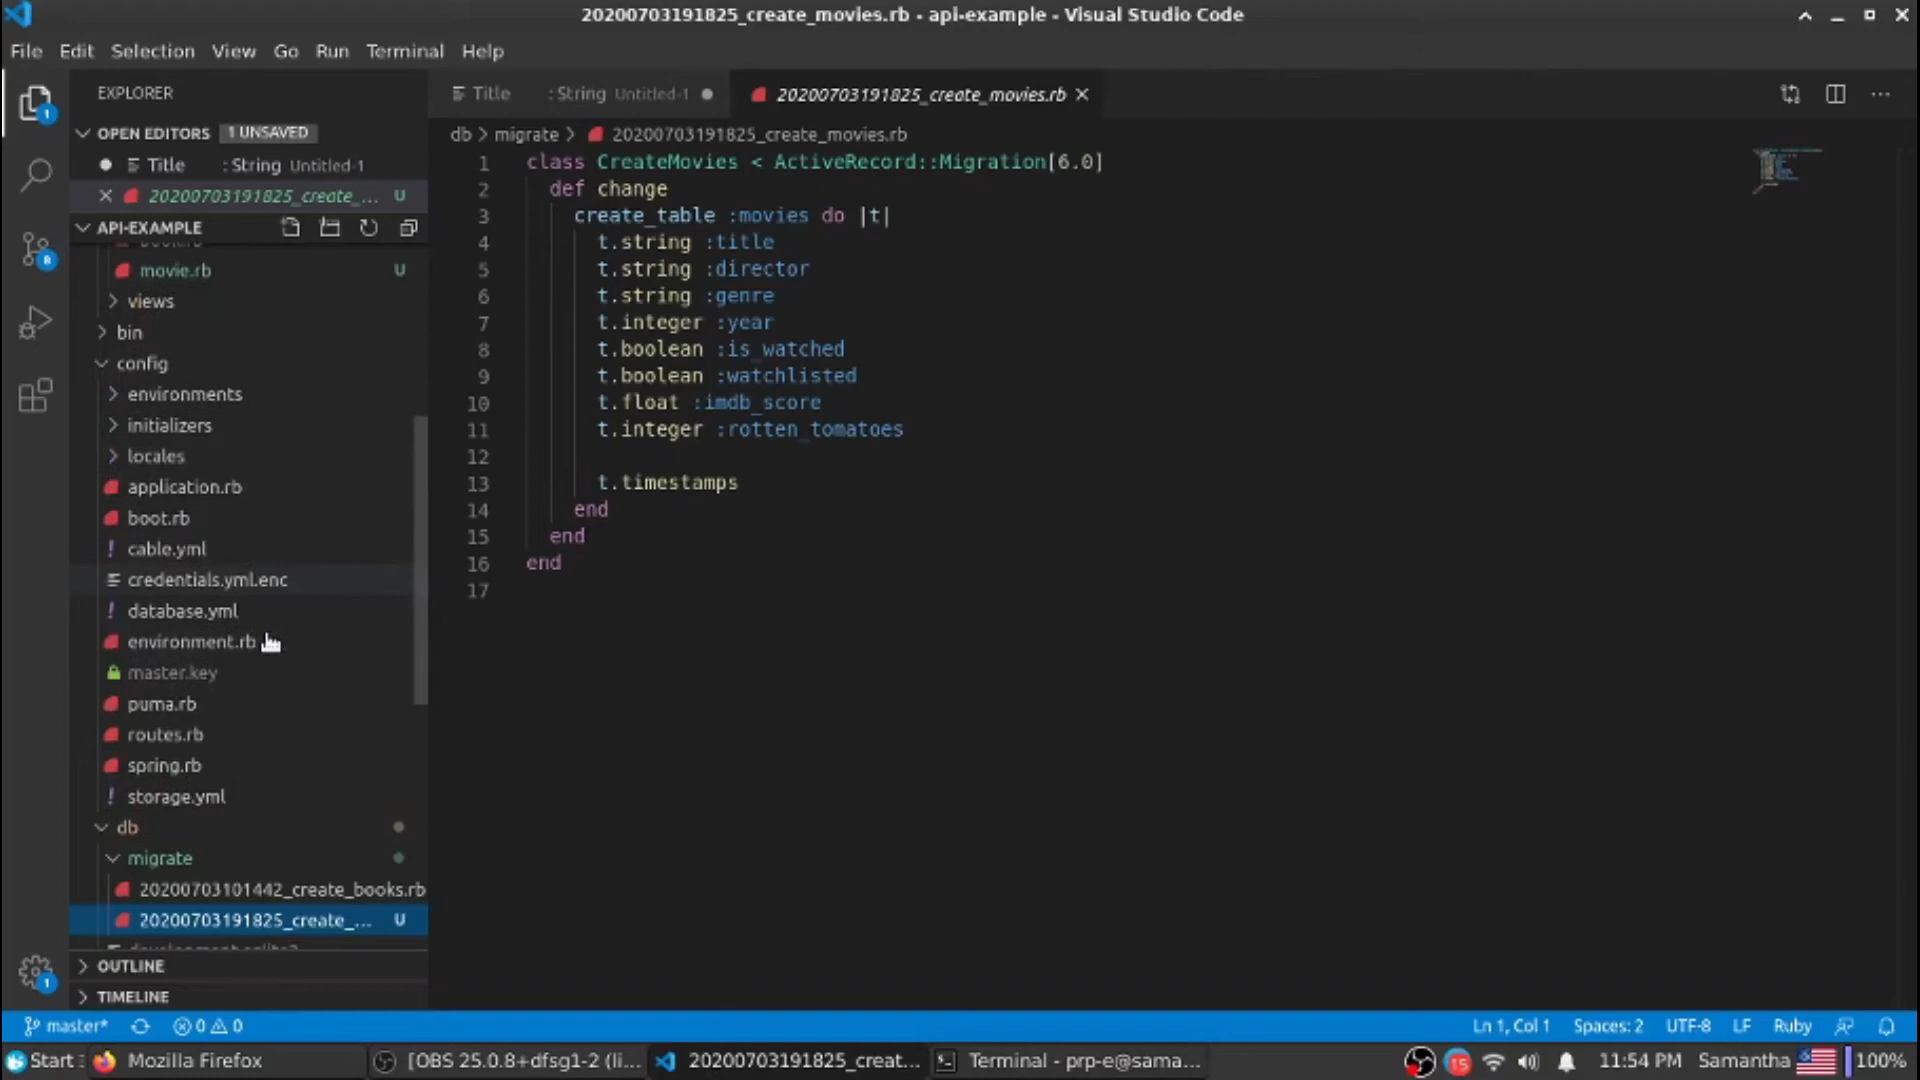 20200703191825_create_movies.rb - api-example - Visual Studio Code
File Edit Selection View Go Run Terminal Help
EXPLORER
OPEN EDITORS 1 UNSAVED
Title : String Untitled-1
20200703191825_create_... U
API-EXAMPLE
movie.rb U
views
bin
config
environments
initializers
locales
application.rb
boot.rb
cable.yml
credentials.yml.enc
database.yml
environment.rb
master.key
puma.rb
routes.rb
spring.rb
storage.yml
db
migrate
20200703101442_create_books.rb
20200703191825_create_... U
OUTLINE
TIMELINE
Title : String Untitled-1
20200703191825_create_movies.rb
db > migrate > 20200703191825_create_movies.rb
1 class CreateMovies < ActiveRecord::Migration[6.0]
2 def change
3 create_table :movies do |t|
4 t.string :title
5 t.string :director
6 t.string :genre
7 t.integer :year
8 t.boolean :is_watched
9 t.boolean :watchlisted
10 t.float :imdb_score
11 t.integer :rotten_tomatoes
12
13 t.timestamps
14 end
15 end
16 end
17
1
8
1
master* 0 0
Ln 1, Col 1 Spaces: 2 UTF-8 LF Ruby
Start Mozilla Firefox [OBS 25.0.8+dfsg1-2 (li... 20200703191825_creat... Terminal - prp-e@sama... 15 11:54 PM Samantha 100%